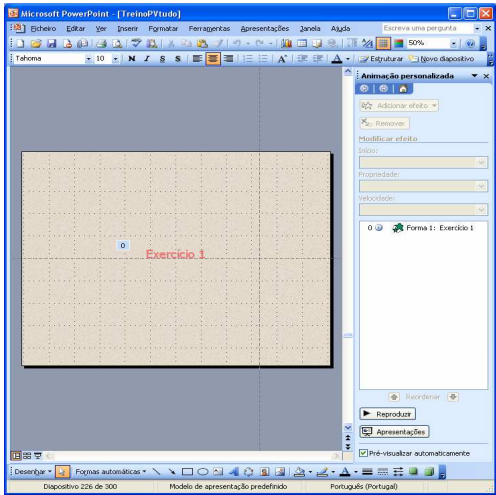 Microsoft PowerPoint - [TreinoPVtudo]
Ficheiro Editar Ver Inserir Formatar Ferramentas Apresentações Janela Ajuda Escreva uma pergunta
50%
Tahoma 10 N I S S A A Estruturar Novo diapositivo
Animação personalizada
Adicionar efeito
Remover
Modificar efeito
Início:
Propriedade:
Velocidade:
0 Forma 1: Exercício 1
0
Exercício 1
Reordenar
Reproduzir
Apresentações
Pré-visualizar automaticamente
Desenhar Formas automáticas A
Diapositivo 226 de 300 Modelo de apresentação predefinido Português (Portugal)